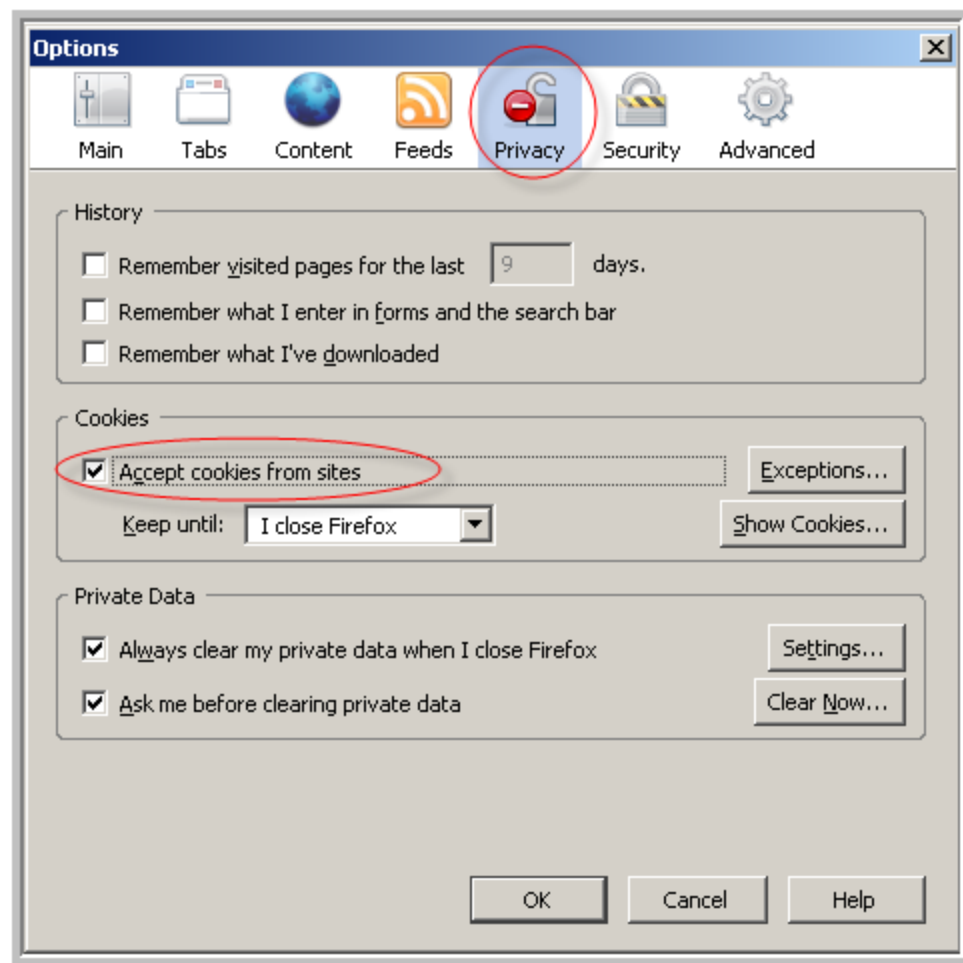 Options
Main Tabs Content Feeds Privacy Security Advanced
History
Remember visited pages for the last 9 days.
Remember what I enter in forms and the search bar
Remember what I've downloaded
Cookies
Accept cookies from sites Exceptions...
Keep until: I close Firefox Show Cookies...
Private Data
Always clear my private data when I close Firefox Settings...
Ask me before clearing private data Clear Now...
OK Cancel Help